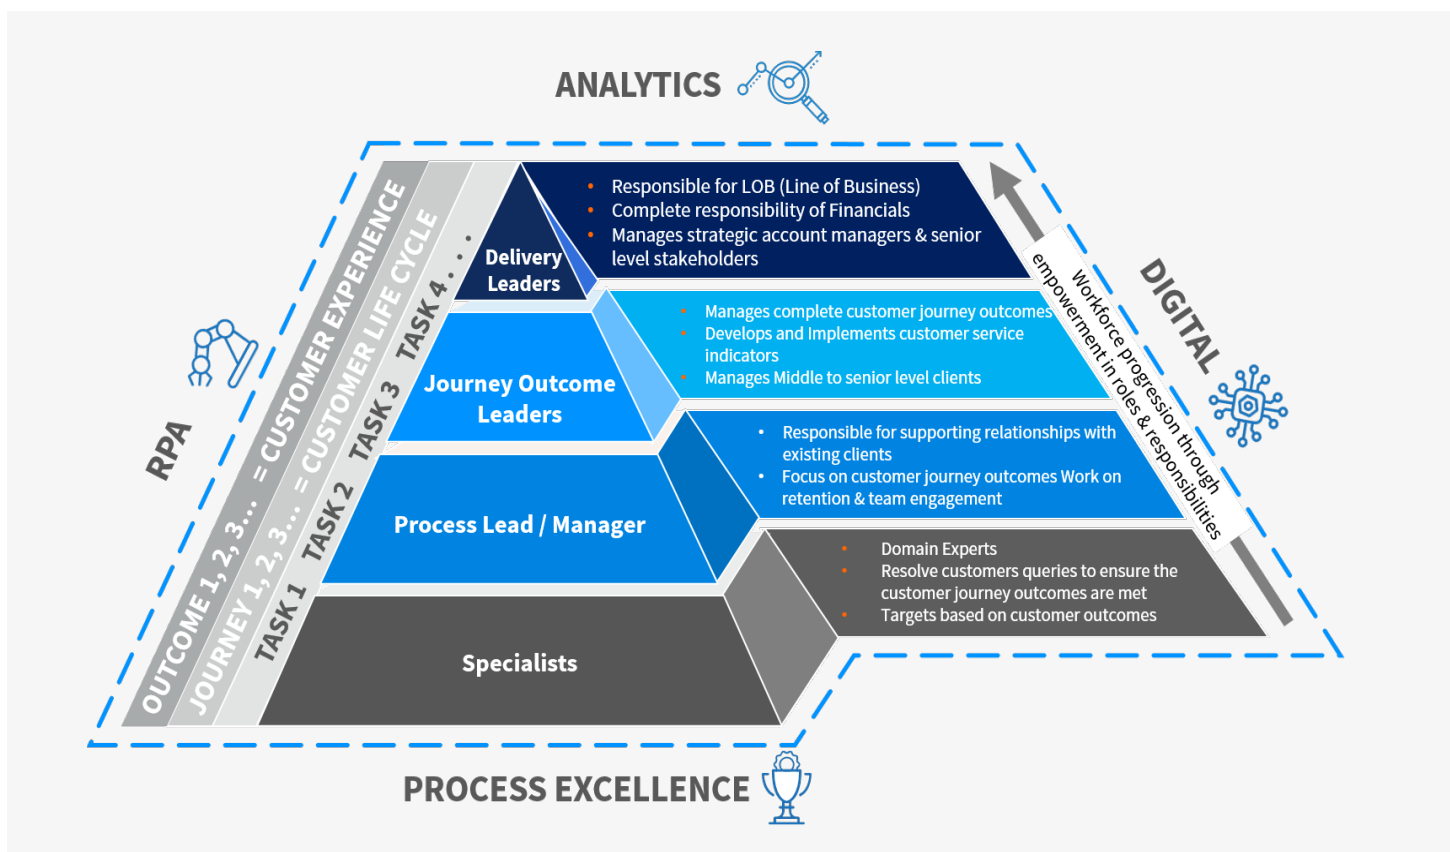 ANALYTICS
RPA
DIGITAL
PROCESS EXCELLENCE
OUTCOME 1, 2, 3... = CUSTOMER EXPERIENCE
JOURNEY 1, 2, 3... = CUSTOMER LIFE CYCLE
TASK 1 TASK 2 TASK 3 TASK 4 . . . .
Delivery
Leaders
• Responsible for LOB (Line of Business)
• Complete responsibility of Financials
• Manages strategic account managers & senior
level stakeholders
Journey Outcome
Leaders
• Manages complete customer journey outcomes
• Develops and Implements customer service
indicators
• Manages Middle to senior level clients
Process Lead / Manager
• Responsible for supporting relationships with
existing clients
• Focus on customer journey outcomes Work on
retention & team engagement
Specialists
• Domain Experts
• Resolve customers queries to ensure the
customer journey outcomes are met
• Targets based on customer outcomes
Workforce progression through
empowerment in roles & responsibilities